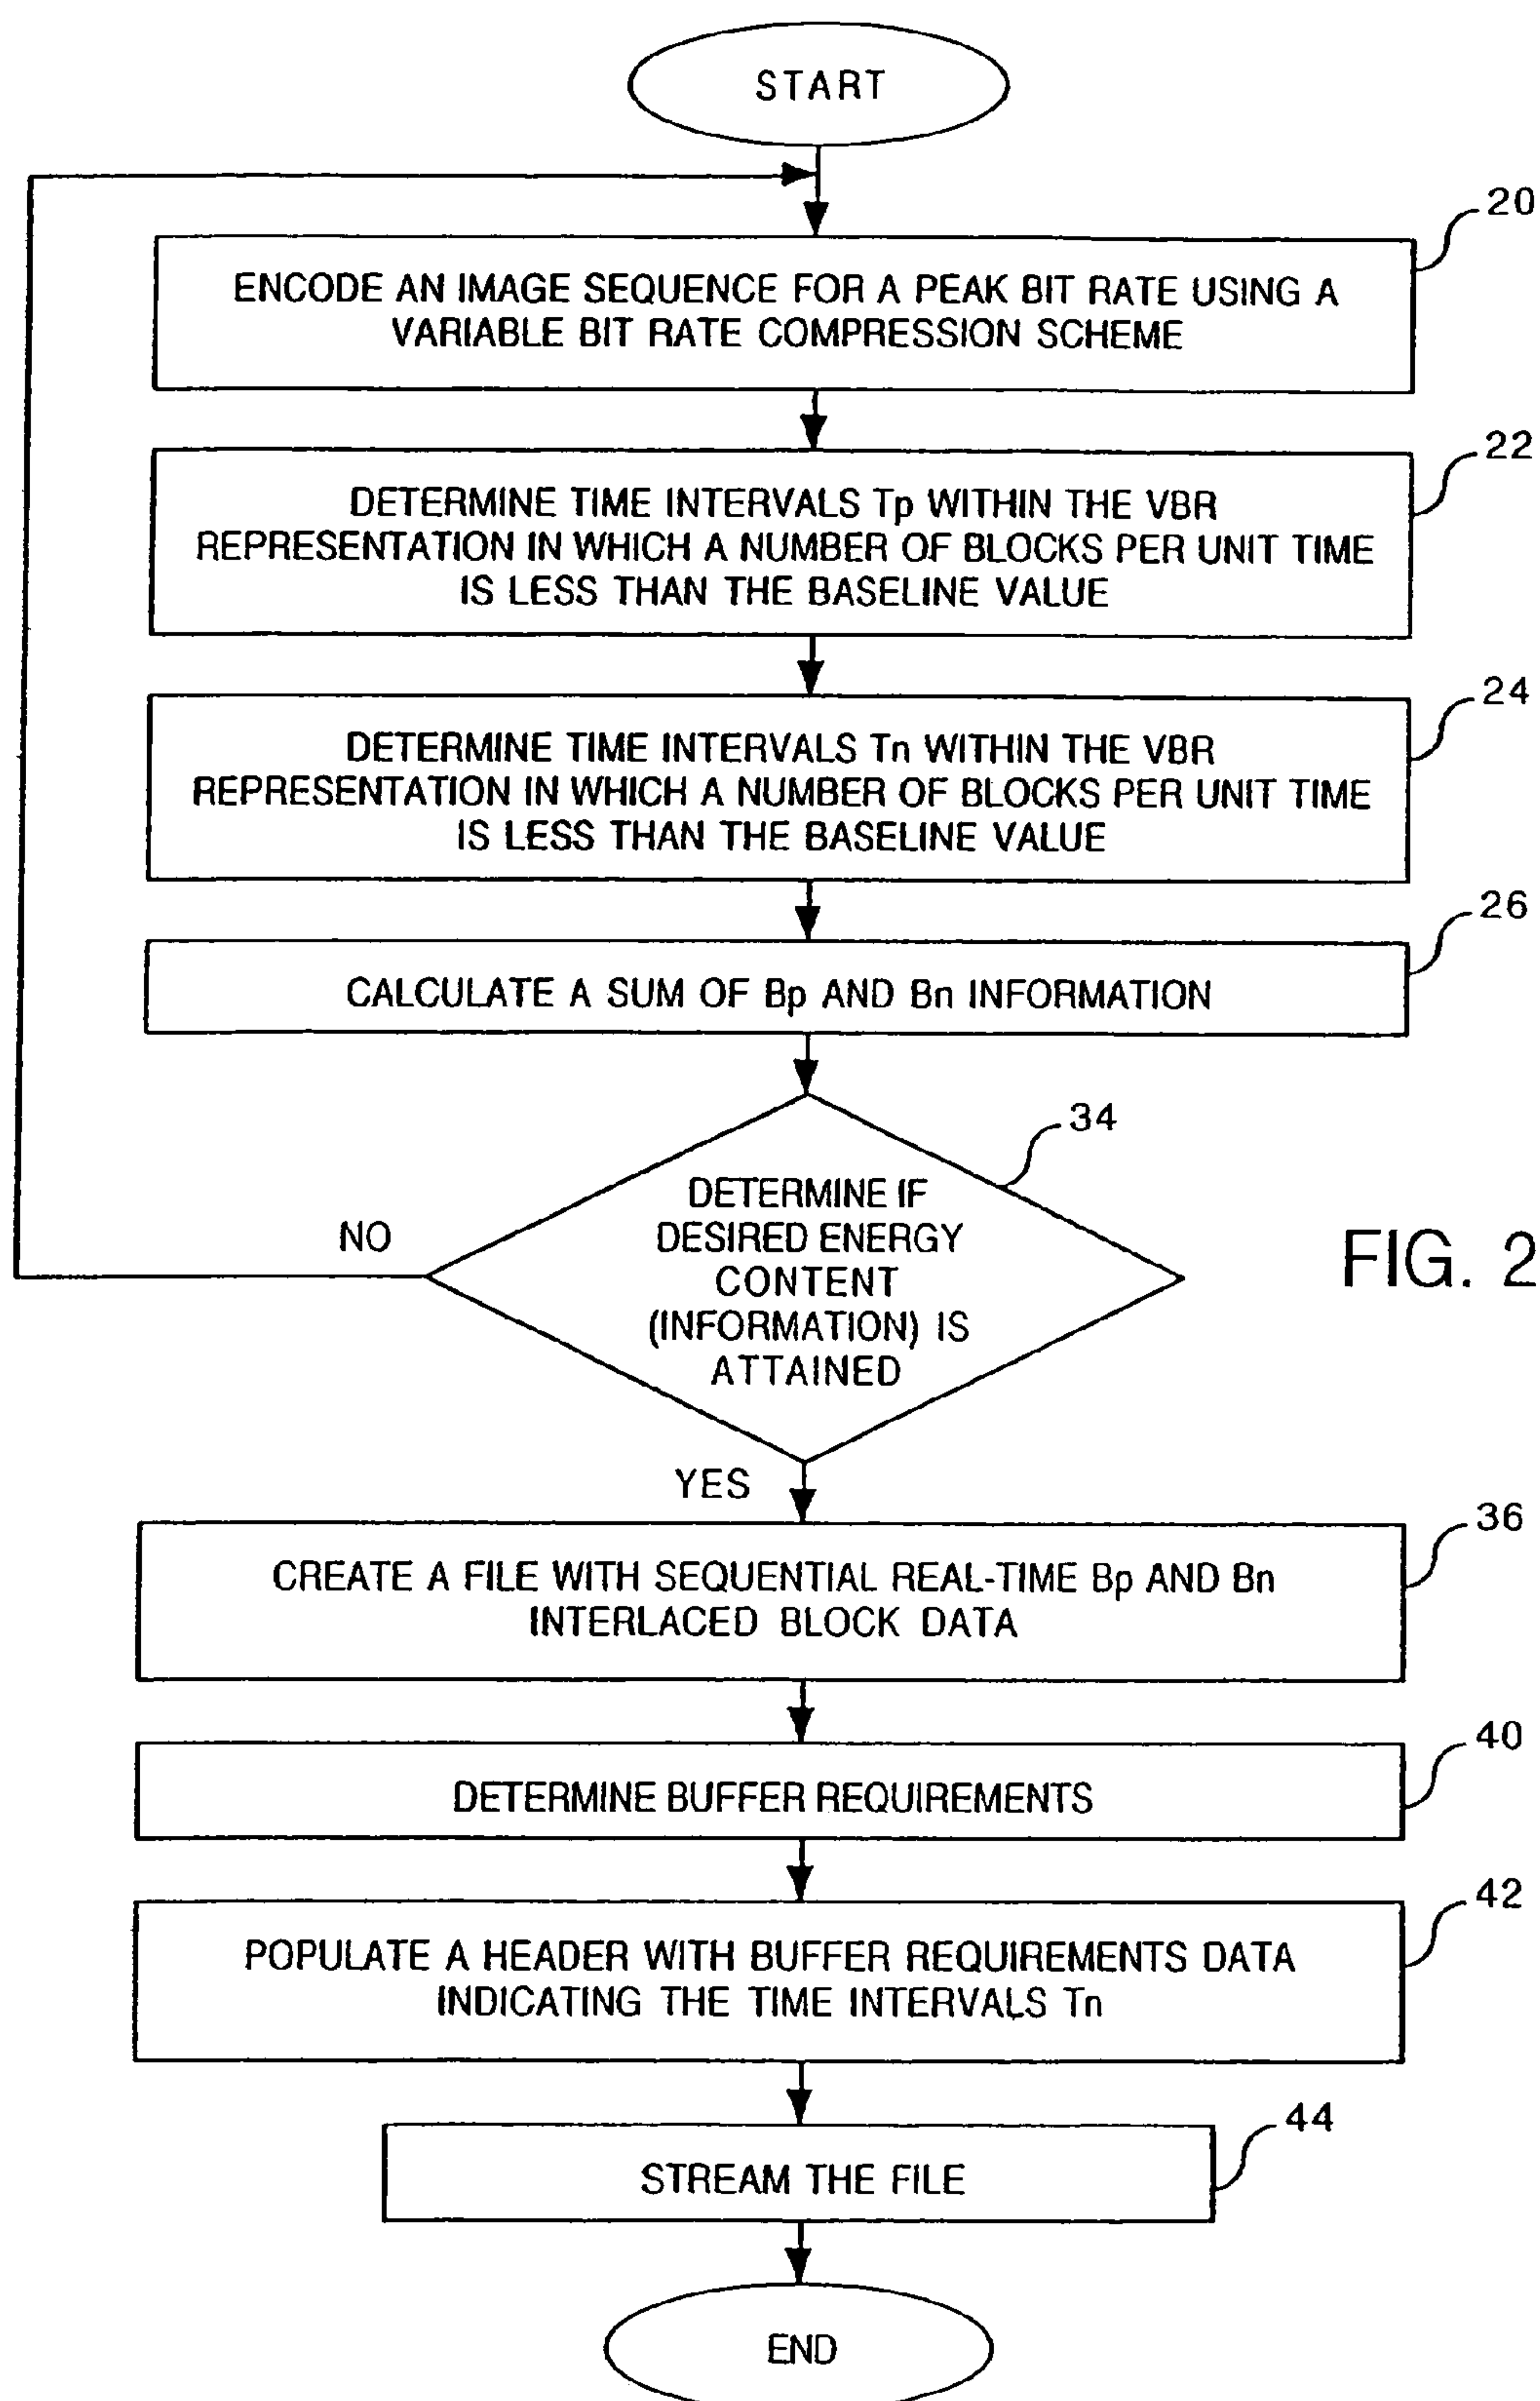 START
20
ENCODE AN IMAGE SEQUENCE FOR A PEAK BIT RATE USING A
VARIABLE BIT RATE COMPRESSION SCHEME
22
DETERMINE TIME INTERVALS Tp WITHIN THE VBR
REPRESENTATION IN WHICH A NUMBER OF BLOCKS PER UNIT TIME
IS LESS THAN THE BASELINE VALUE
24
DETERMINE TIME INTERVALS Tn WITHIN THE VBR
REPRESENTATION IN WHICH A NUMBER OF BLOCKS PER UNIT TIME
IS LESS THAN THE BASELINE VALUE
26
CALCULATE A SUM OF Bp AND Bn INFORMATION
34
DETERMINE IF
DESIRED ENERGY
CONTENT
(INFORMATION) IS
ATTAINED
NO
FIG. 2
YES
36
CREATE A FILE WITH SEQUENTIAL REAL-TIME Bp AND Bn
INTERLACED BLOCK DATA
40
DETERMINE BUFFER REQUIREMENTS
42
POPULATE A HEADER WITH BUFFER REQUIREMENTS DATA
INDICATING THE TIME INTERVALS Tn
44
STREAM THE FILE
END